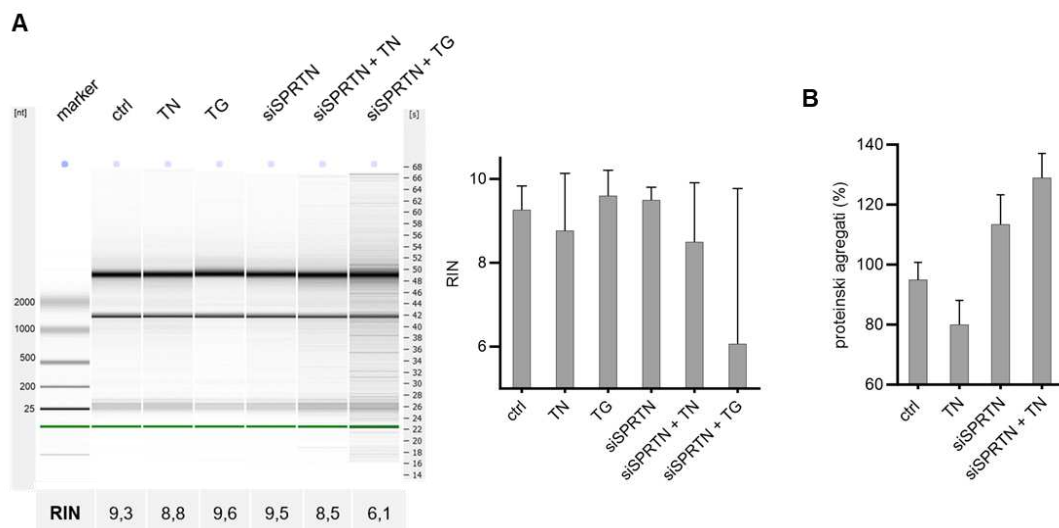 A
[nt]
marker
ctrl
TN
TG
siSPRTN
siSPRTN + TN
siSPRTN + TG
[s]
2000
1000
500
200
25
68
66
64
62
60
58
56
54
52
50
48
46
44
42
40
38
36
34
32
30
28
26
24
22
20
18
16
14
RIN 9,3 8,8 9,6 9,5 8,5 6,1
RIN
10
8
6
ctrl
TN
TG
siSPRTN
siSPRTN + TN
siSPRTN + TG
B
proteinski agregati (%)
140
120
100
80
60
ctrl
TN
siSPRTN
siSPRTN + TN